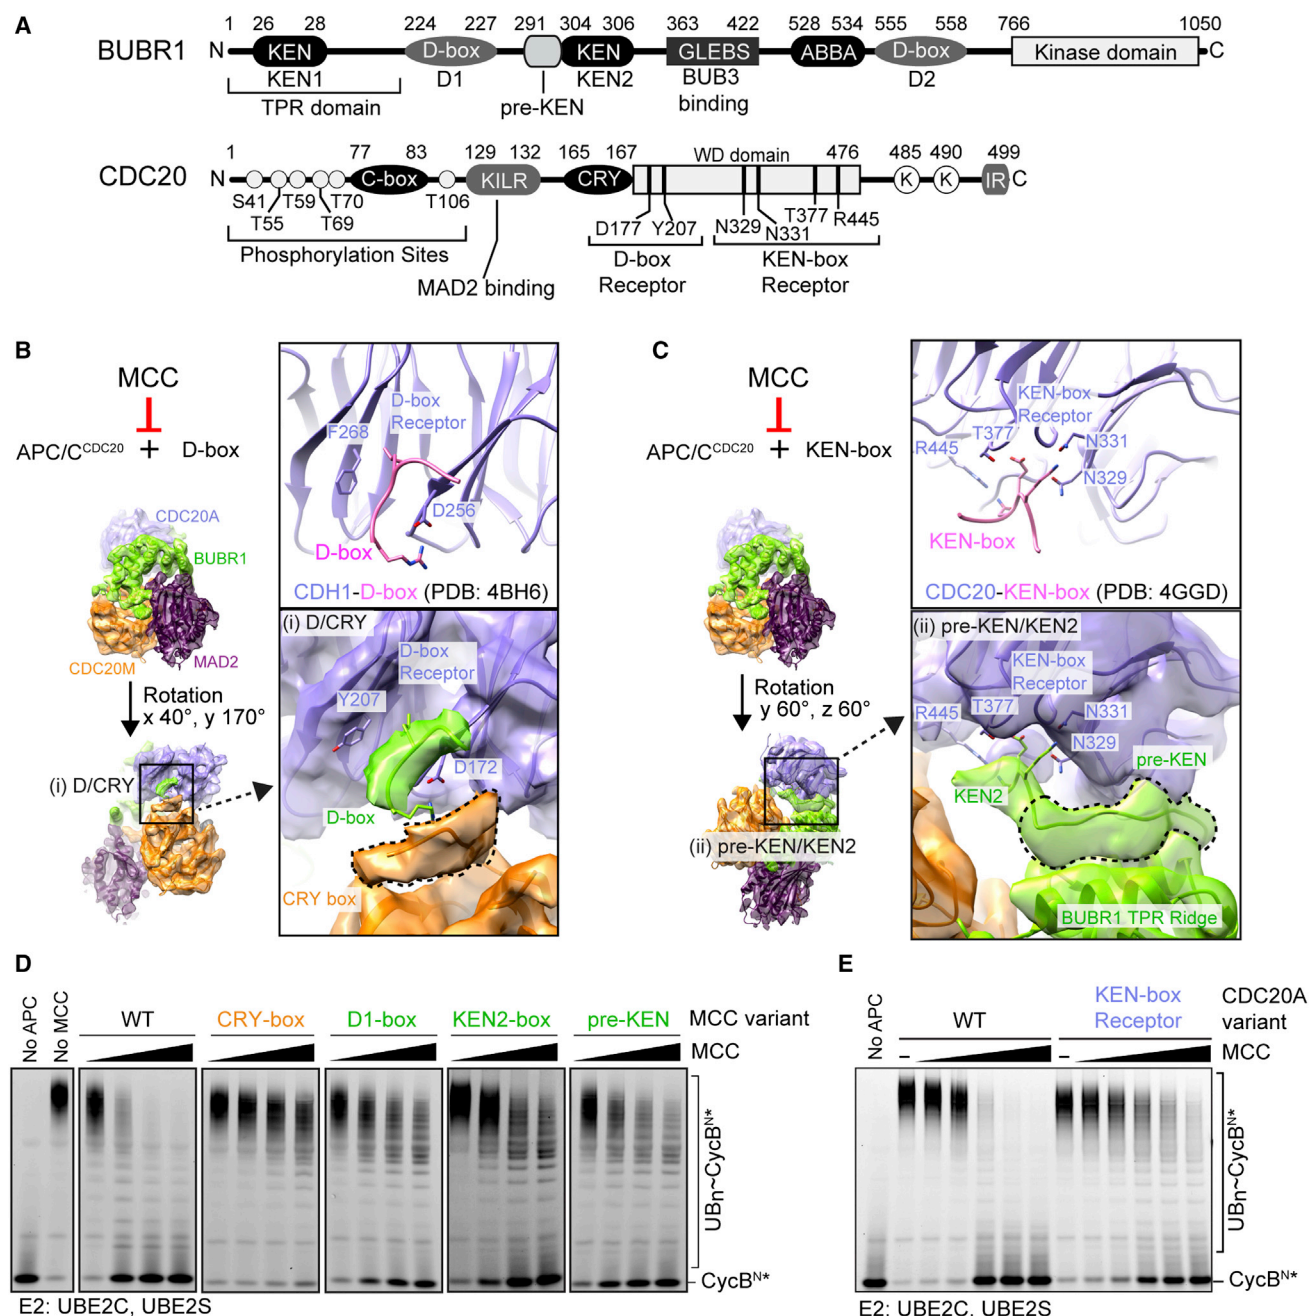 A
1 26 28 224 227 291 304 306 363 422 528 534 555 558 766 1050
BUBR1 N KEN D-box KEN GLEBS ABBA D-box Kinase domain C
KEN1 D1 KEN2 BUB3 D2
TPR domain pre-KEN binding
1 77 83 129 132 165 167 WD domain 476 485 490 499
CDC20 N C-box KILR CRY K K IR C
S41 T59 T70 T106
T55 T69
D177 Y207 N329 N331 T377 R445
Phosphorylation Sites
D-box
Receptor
KEN-box
Receptor
MAD2 binding
B
MCC
APC/C^CDC20 + D-box
CDC20A
BUBR1
CDC20M
MAD2
Rotation
x 40°, y 170°
(i) D/CRY
D-box
Receptor
F268
D256
D-box
CDH1-D-box (PDB: 4BH6)
(i) D/CRY
D-box
Receptor
Y207
D172
D-box
CRY box
C
MCC
APC/C^CDC20 + KEN-box
Rotation
y 60°, z 60°
(ii) pre-KEN/KEN2
KEN-box
Receptor
T377
R445
N331
N329
KEN-box
CDC20-KEN-box (PDB: 4GGD)
(ii) pre-KEN/KEN2
KEN-box
Receptor
T377
R445
N331
N329
pre-KEN
KEN2
BUBR1 TPR Ridge
D
No APC
No MCC
WT CRY-box D1-box KEN2-box pre-KEN MCC variant
MCC
UBn~CycB^N*
CycB^N*
E2: UBE2C, UBE2S
E
No APC
WT
KEN-box
Receptor
CDC20A
variant
– – MCC
UBn~CycB^N*
CycB^N*
E2: UBE2C, UBE2S